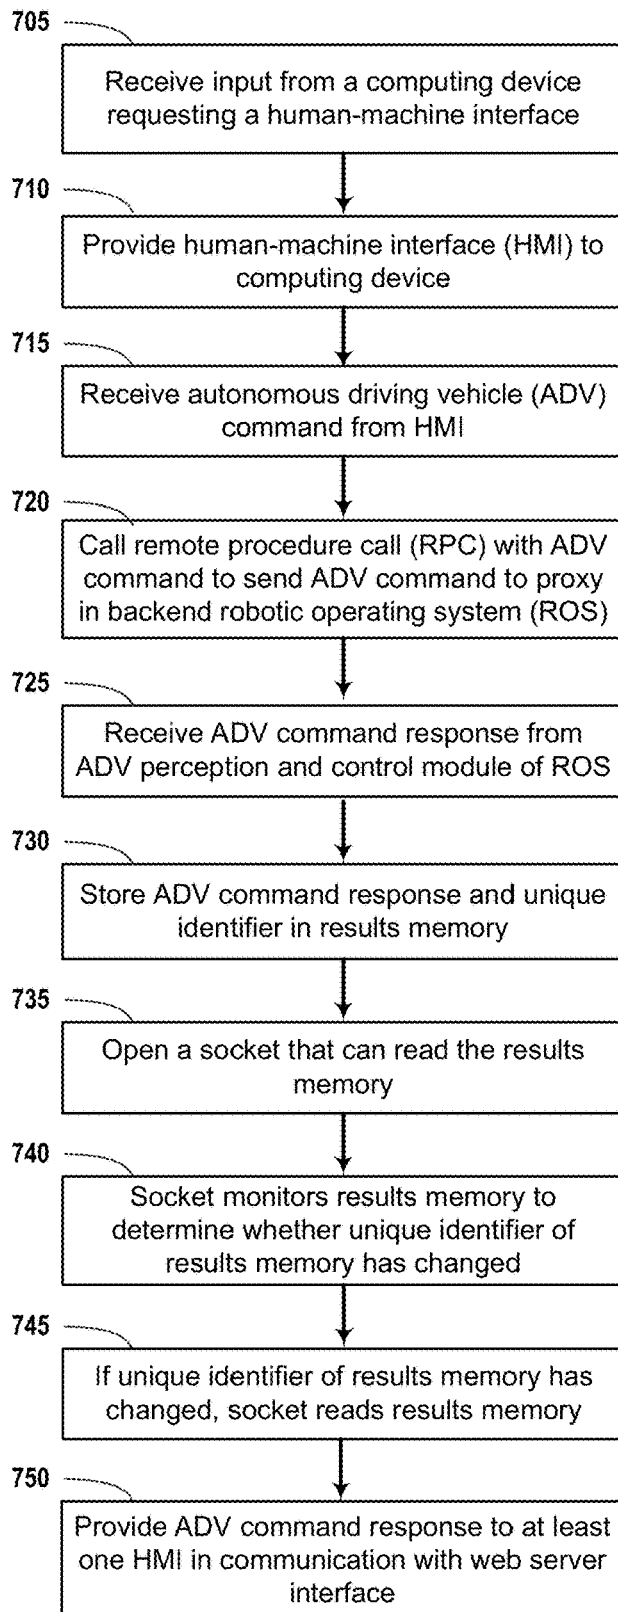 705
Receive input from a computing device
requesting a human-machine interface
710
Provide human-machine interface (HMI) to
computing device
715
Receive autonomous driving vehicle (ADV)
command from HMI
720
Call remote procedure call (RPC) with ADV
command to send ADV command to proxy
in backend robotic operating system (ROS)
725
Receive ADV command response from
ADV perception and control module of ROS
730
Store ADV command response and unique
identifier in results memory
735
Open a socket that can read the results
memory
740
Socket monitors results memory to
determine whether unique identifier of
results memory has changed
745
If unique identifier of results memory has
changed, socket reads results memory
750
Provide ADV command response to at least
one HMI in communication with web server
interface